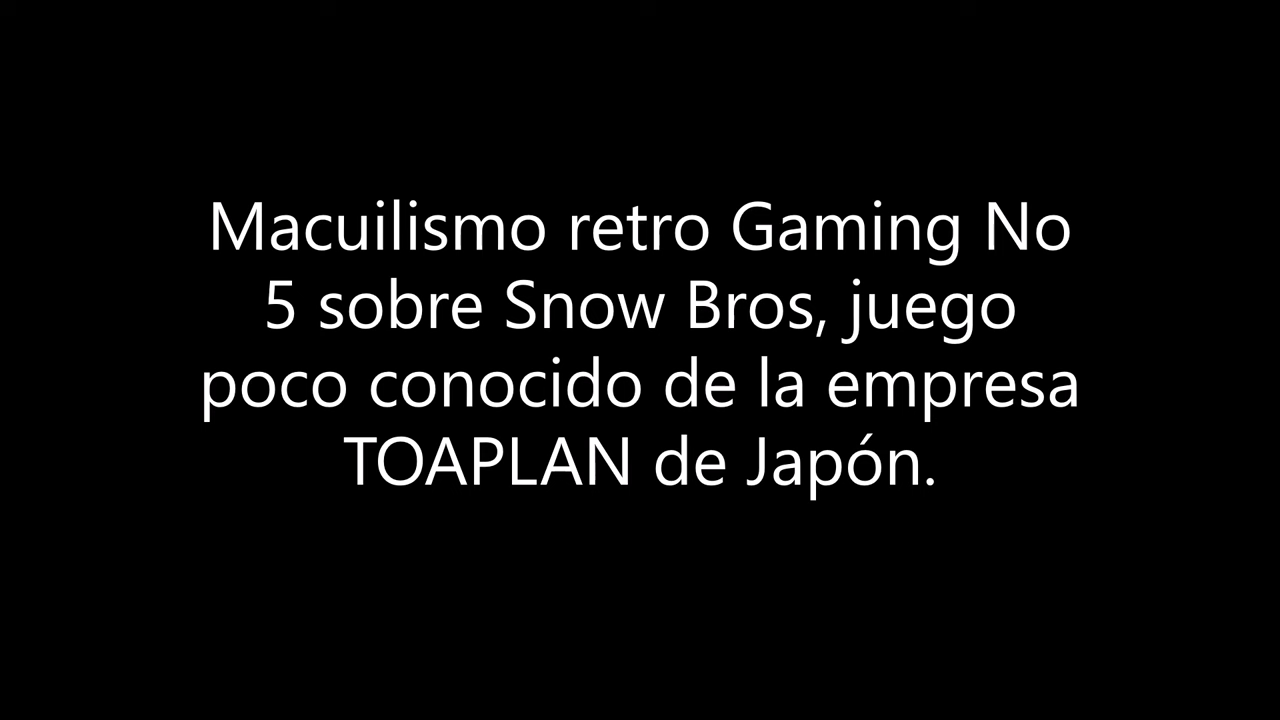 Macuilismo retro Gaming No
5 sobre Snow Bros, juego
poco conocido de la empresa
TOAPLAN de Japón.